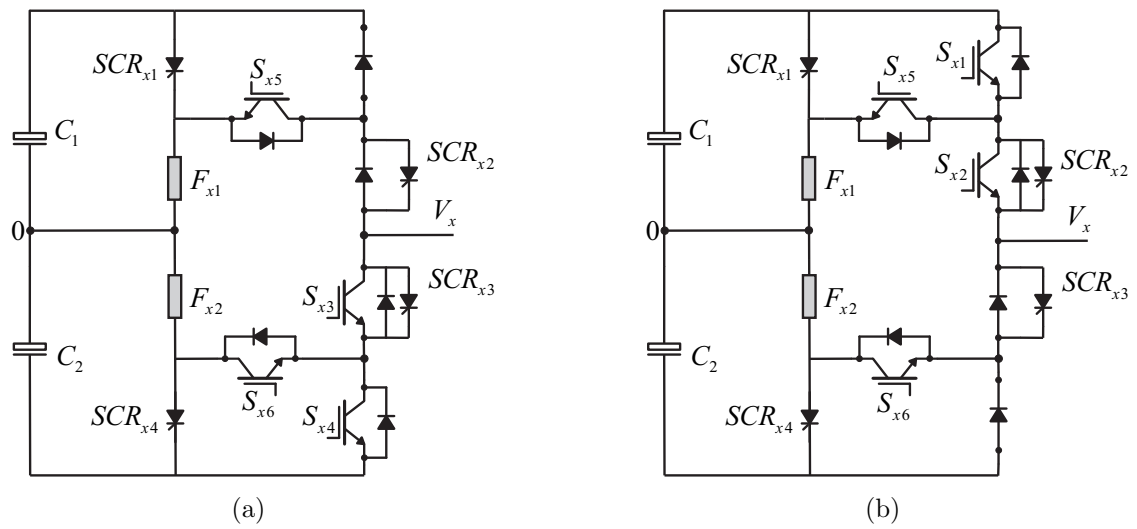 SCRx1
Sx5
C1
SCRx2
Fx1
Vx
0
SCRx3
Sx3
Fx2
C2
Sx6
Sx4
SCRx4
(a)
Sx1
SCRx1
Sx5
C1
SCRx2
Sx2
Fx1
Vx
0
SCRx3
Fx2
C2
Sx6
SCRx4
(b)